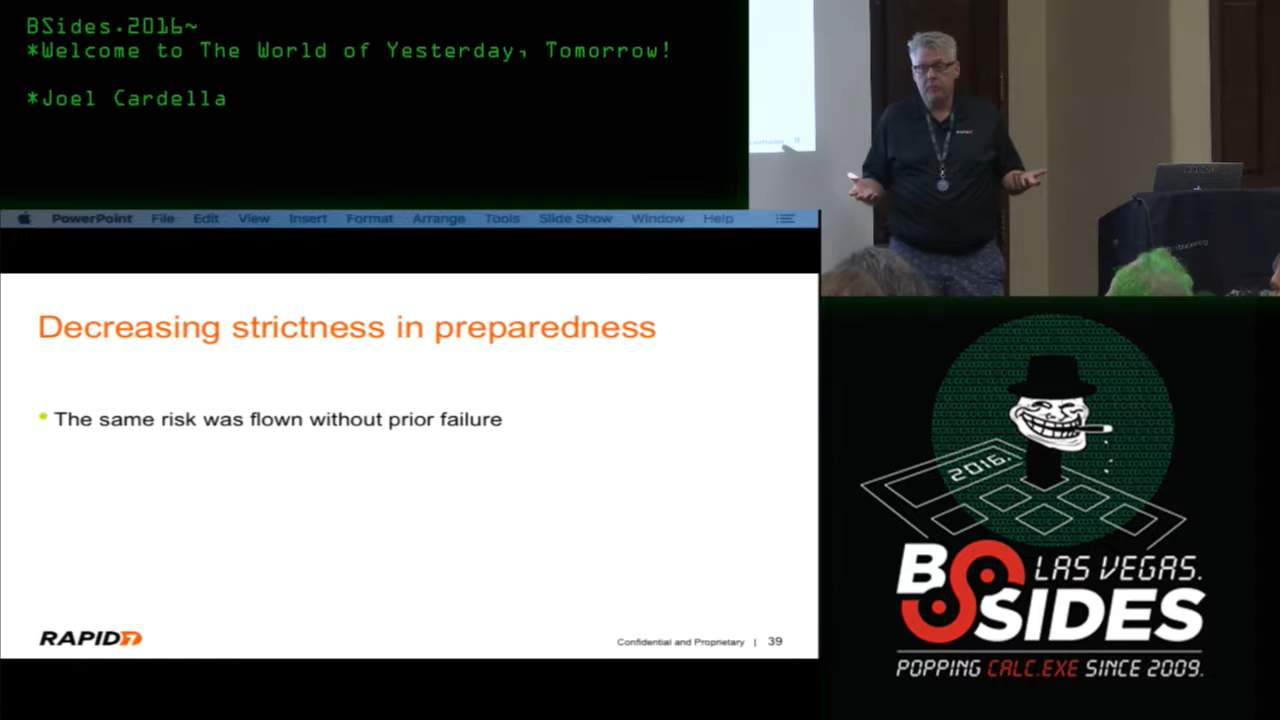 BSides.2016~
*Welcome to The World of Yesterday, Tomorrow!
*Joel Cardella
RAPID7
PowerPoint File Edit View Insert Format Arrange Tools Slide Show Window Help
Decreasing strictness in preparedness
• The same risk was flown without prior failure
RAPID7
Confidential and Proprietary | 39
2016.
BSIDES
LAS VEGAS.
POPPING CALC.EXE SINCE 2009.